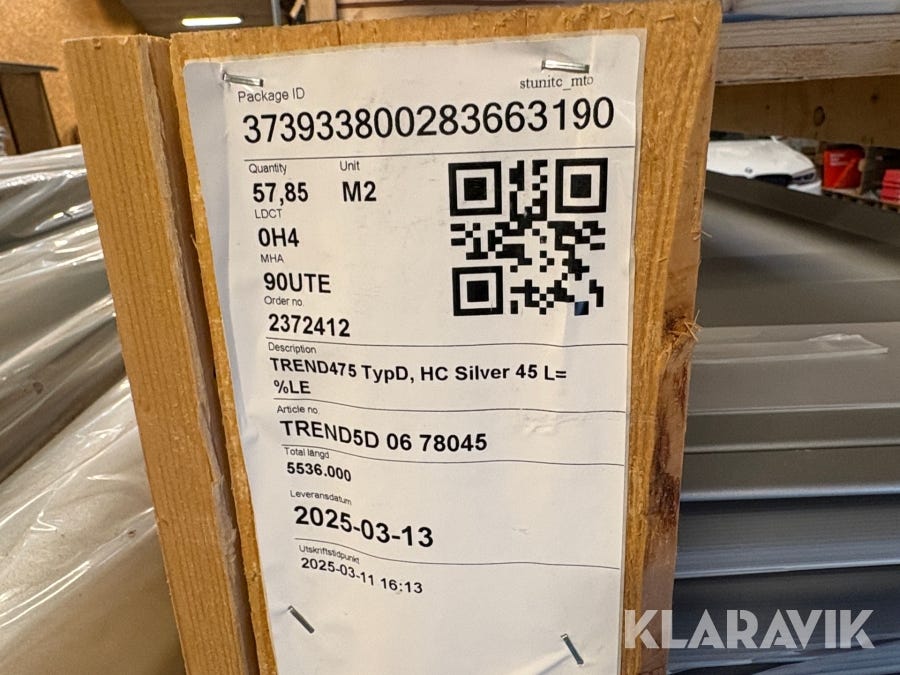 stunitc_mto
Package ID
373933800283663190
Quantity Unit
57,85 M2
LDCT
0H4
MHA
90UTE
Order no.
2372412
Description
TREND475 TypD, HC Silver 45 L=
%LE
Article no.
TREND5D 06 78045
Total längd
5536.000
Leveransdatum
2025-03-13
Utskriftstidpunkt
2025-03-11 16:13
KLARAVIK